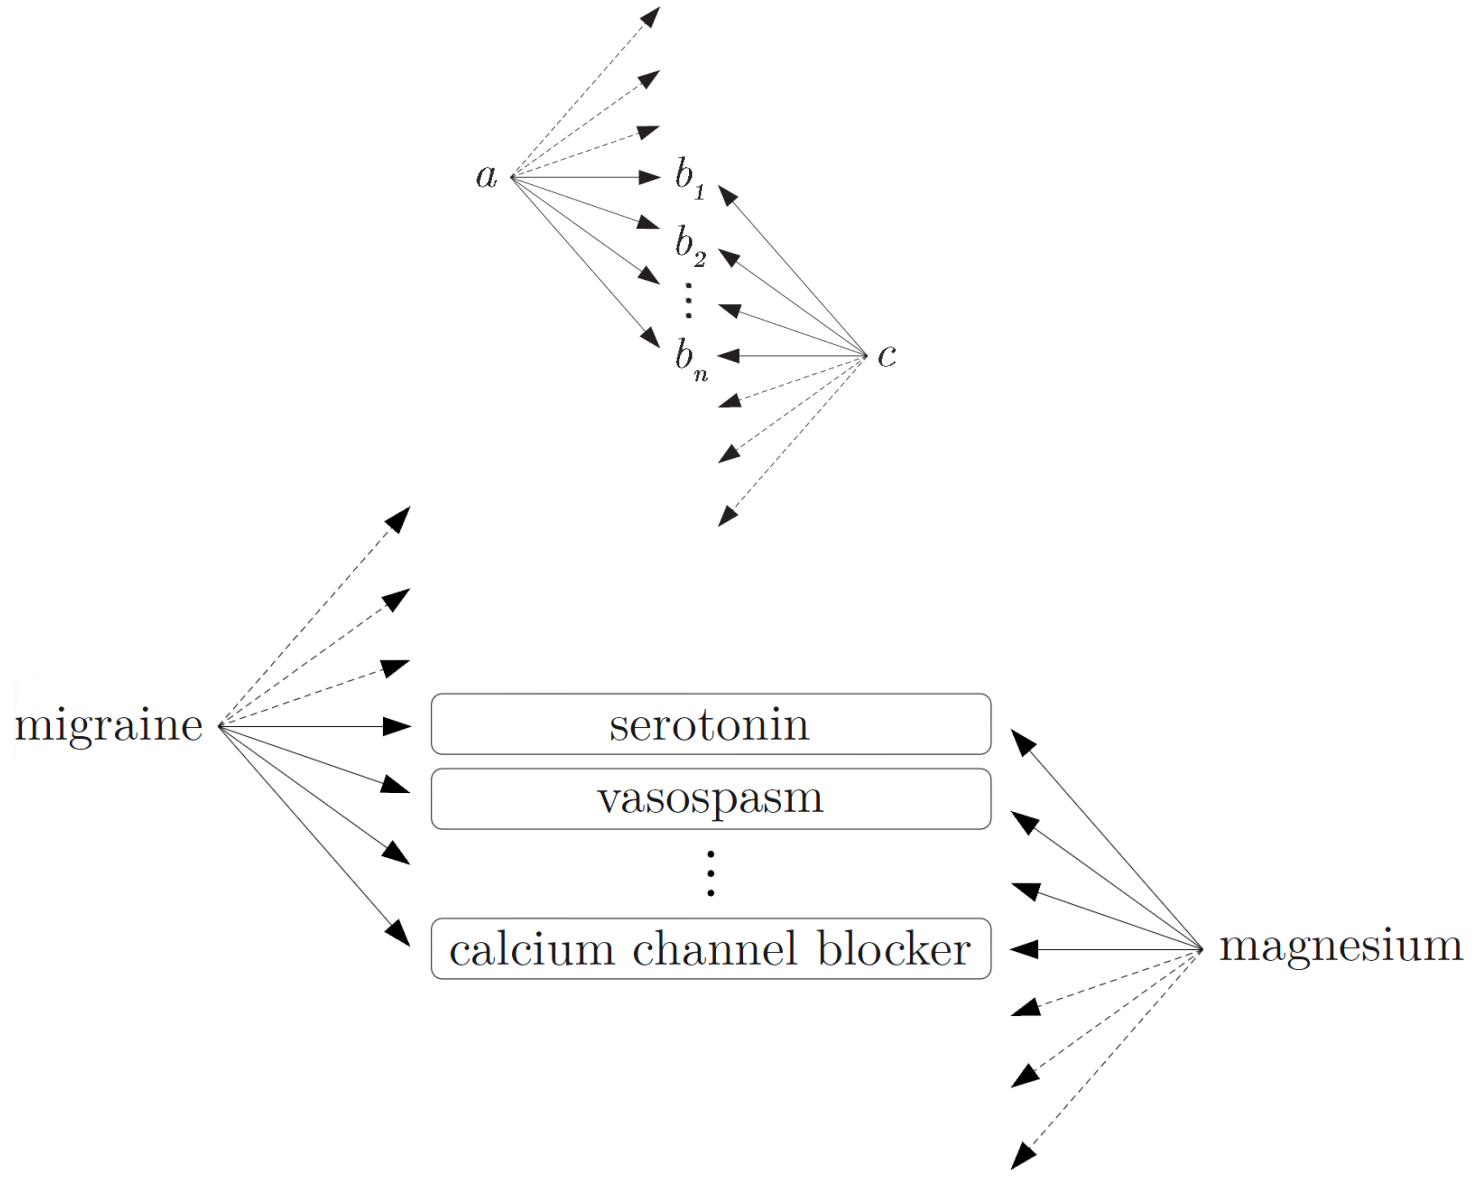 a
b1
b2
⋮
bn
c
migraine
serotonin
vasospasm
⋮
calcium channel blocker
magnesium